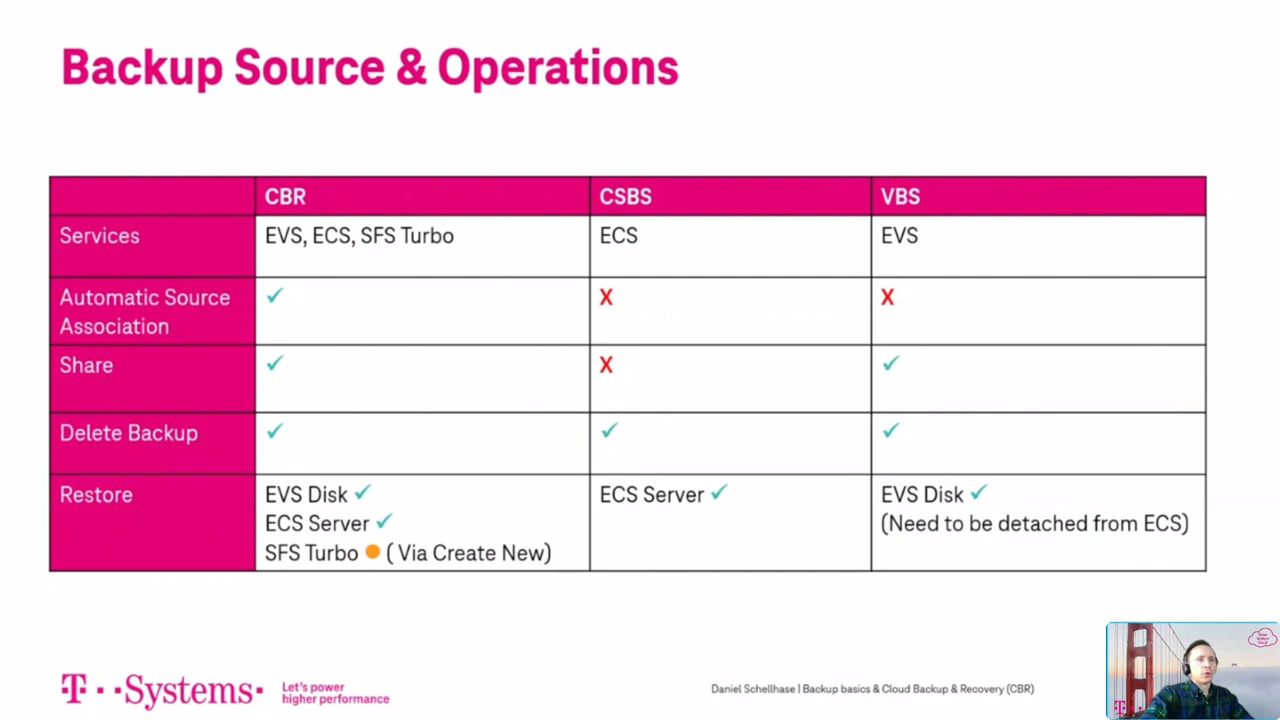 Backup Source & Operations
CBR CSBS VBS
Services EVS, ECS, SFS Turbo ECS EVS
Automatic Source
Association ✓ X X
Share ✓ X ✓
Delete Backup ✓ ✓ ✓
Restore EVS Disk ✓ ECS Server ✓ EVS Disk ✓
ECS Server ✓ (Need to be detached from ECS)
SFS Turbo ● ( Via Create New)
T··Systems· Let's power
higher performance
Daniel Schellhase | Backup basics & Cloud Backup & Recovery (CBR)